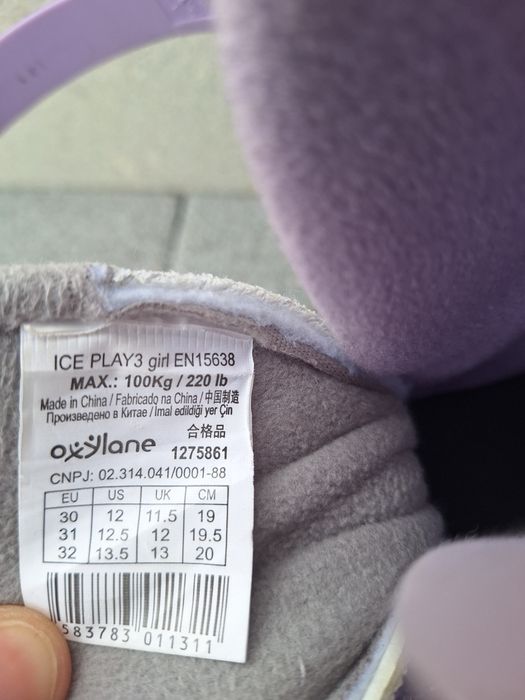 ICE PLAY3 girl EN15638
MAX.: 100Kg / 220 lb
Made in China / Fabricado na China / 中国制造
Произведено в Китае / Imal edildiği yer Çin
合格品
oxylane
1275861
CNPJ: 02.314.041/0001-88
EU US UK CM
30 12 11.5 19
31 12.5 12 19.5
32 13.5 13 20
583783 011311